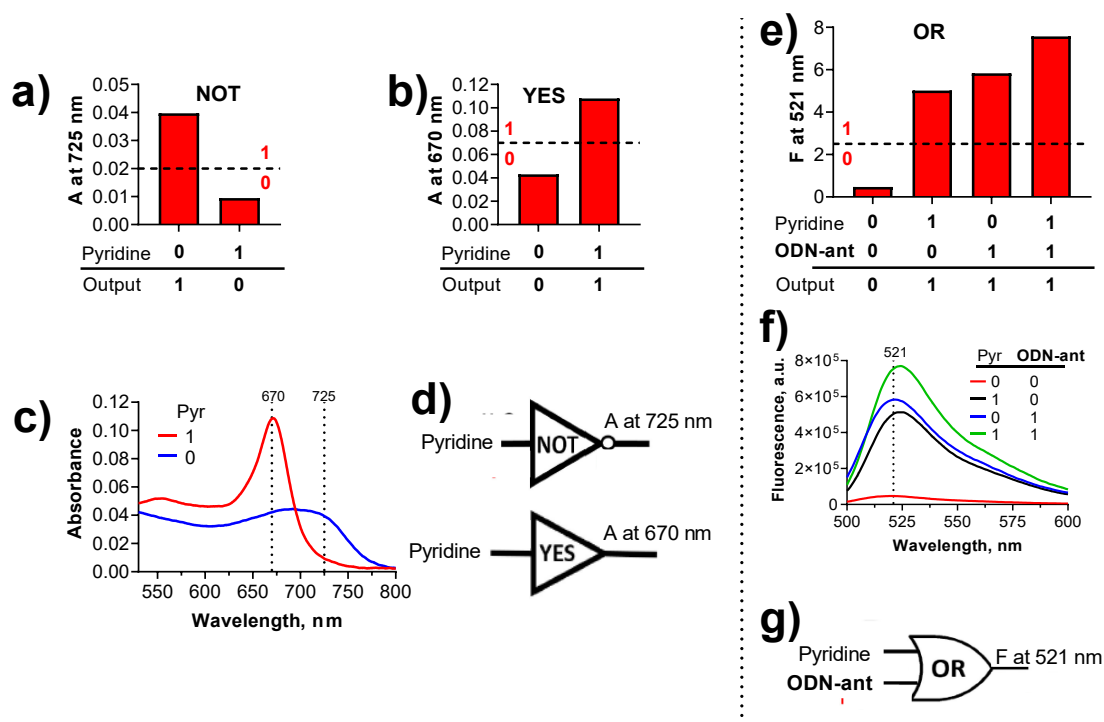 a)
NOT
A at 725 nm
0.05
0.04
0.03
0.02
0.01
0.00
1
0
Pyridine 0 1
Output 1 0
b)
YES
A at 670 nm
0.12
0.10
0.08
0.06
0.04
0.02
0.00
1
0
Pyridine 0 1
Output 0 1
c)
Absorbance
0.12
0.10
0.08
0.06
0.04
0.02
0.00
670 725
Pyr
1
0
550 600 650 700 750 800
Wavelength, nm
d)
Pyridine NOT A at 725 nm
Pyridine YES A at 670 nm
e)
OR
F at 521 nm
8
6
4
2
0
1
0
Pyridine 0 1 0 1
ODN-ant 0 0 1 1
Output 0 1 1 1
f)
Fluorescence, a.u.
8×10⁵
6×10⁵
4×10⁵
2×10⁵
0
521
Pyr ODN-ant
0 0
1 0
0 1
1 1
500 525 550 575 600
Wavelength, nm
g)
Pyridine
ODN-ant
OR
F at 521 nm